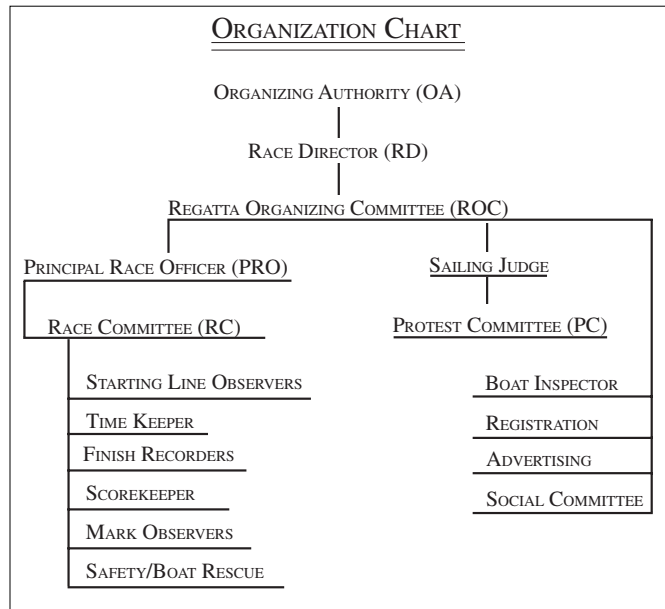 Organization Chart
Organizing Authority (OA)
Race Director (RD)
Regatta Organizing Committee (ROC)
Principal Race Officer (PRO)
Sailing Judge
Race Committee (RC)
Protest Committee (PC)
Starting Line Observers
Time Keeper
Finish Recorders
Scorekeeper
Mark Observers
Safety/Boat Rescue
Boat Inspector
Registration
Advertising
Social Committee